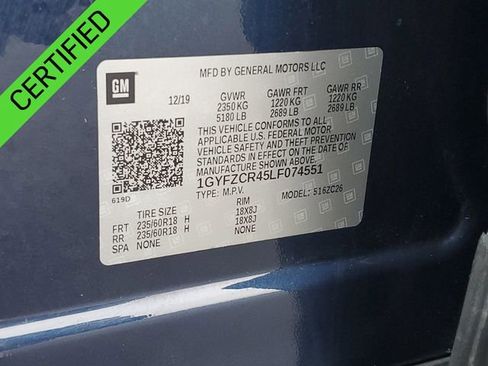 CERTIFIED
GM
MFD BY GENERAL MOTORS LLC
12/19 GVWR GAWR FRT GAWR RR
2350 KG 1220 KG 1220 KG
5180 LB 2689 LB 2689 LB
THIS VEHICLE CONFORMS TO ALL
APPLICABLE U.S. FEDERAL MOTOR
VEHICLE SAFETY AND THEFT PREVENTION
STANDARDS IN EFFECT ON THE DATE OF
MANUFACTURE SHOWN ABOVE.
1GYFZCR45LF074551
619D TYPE: M.P.V. MODEL: 516ZC26
TIRE SIZE RIM
FRT 235/60R18 H 18X8J
RR 235/60R18 H 18X8J
SPA NONE NONE